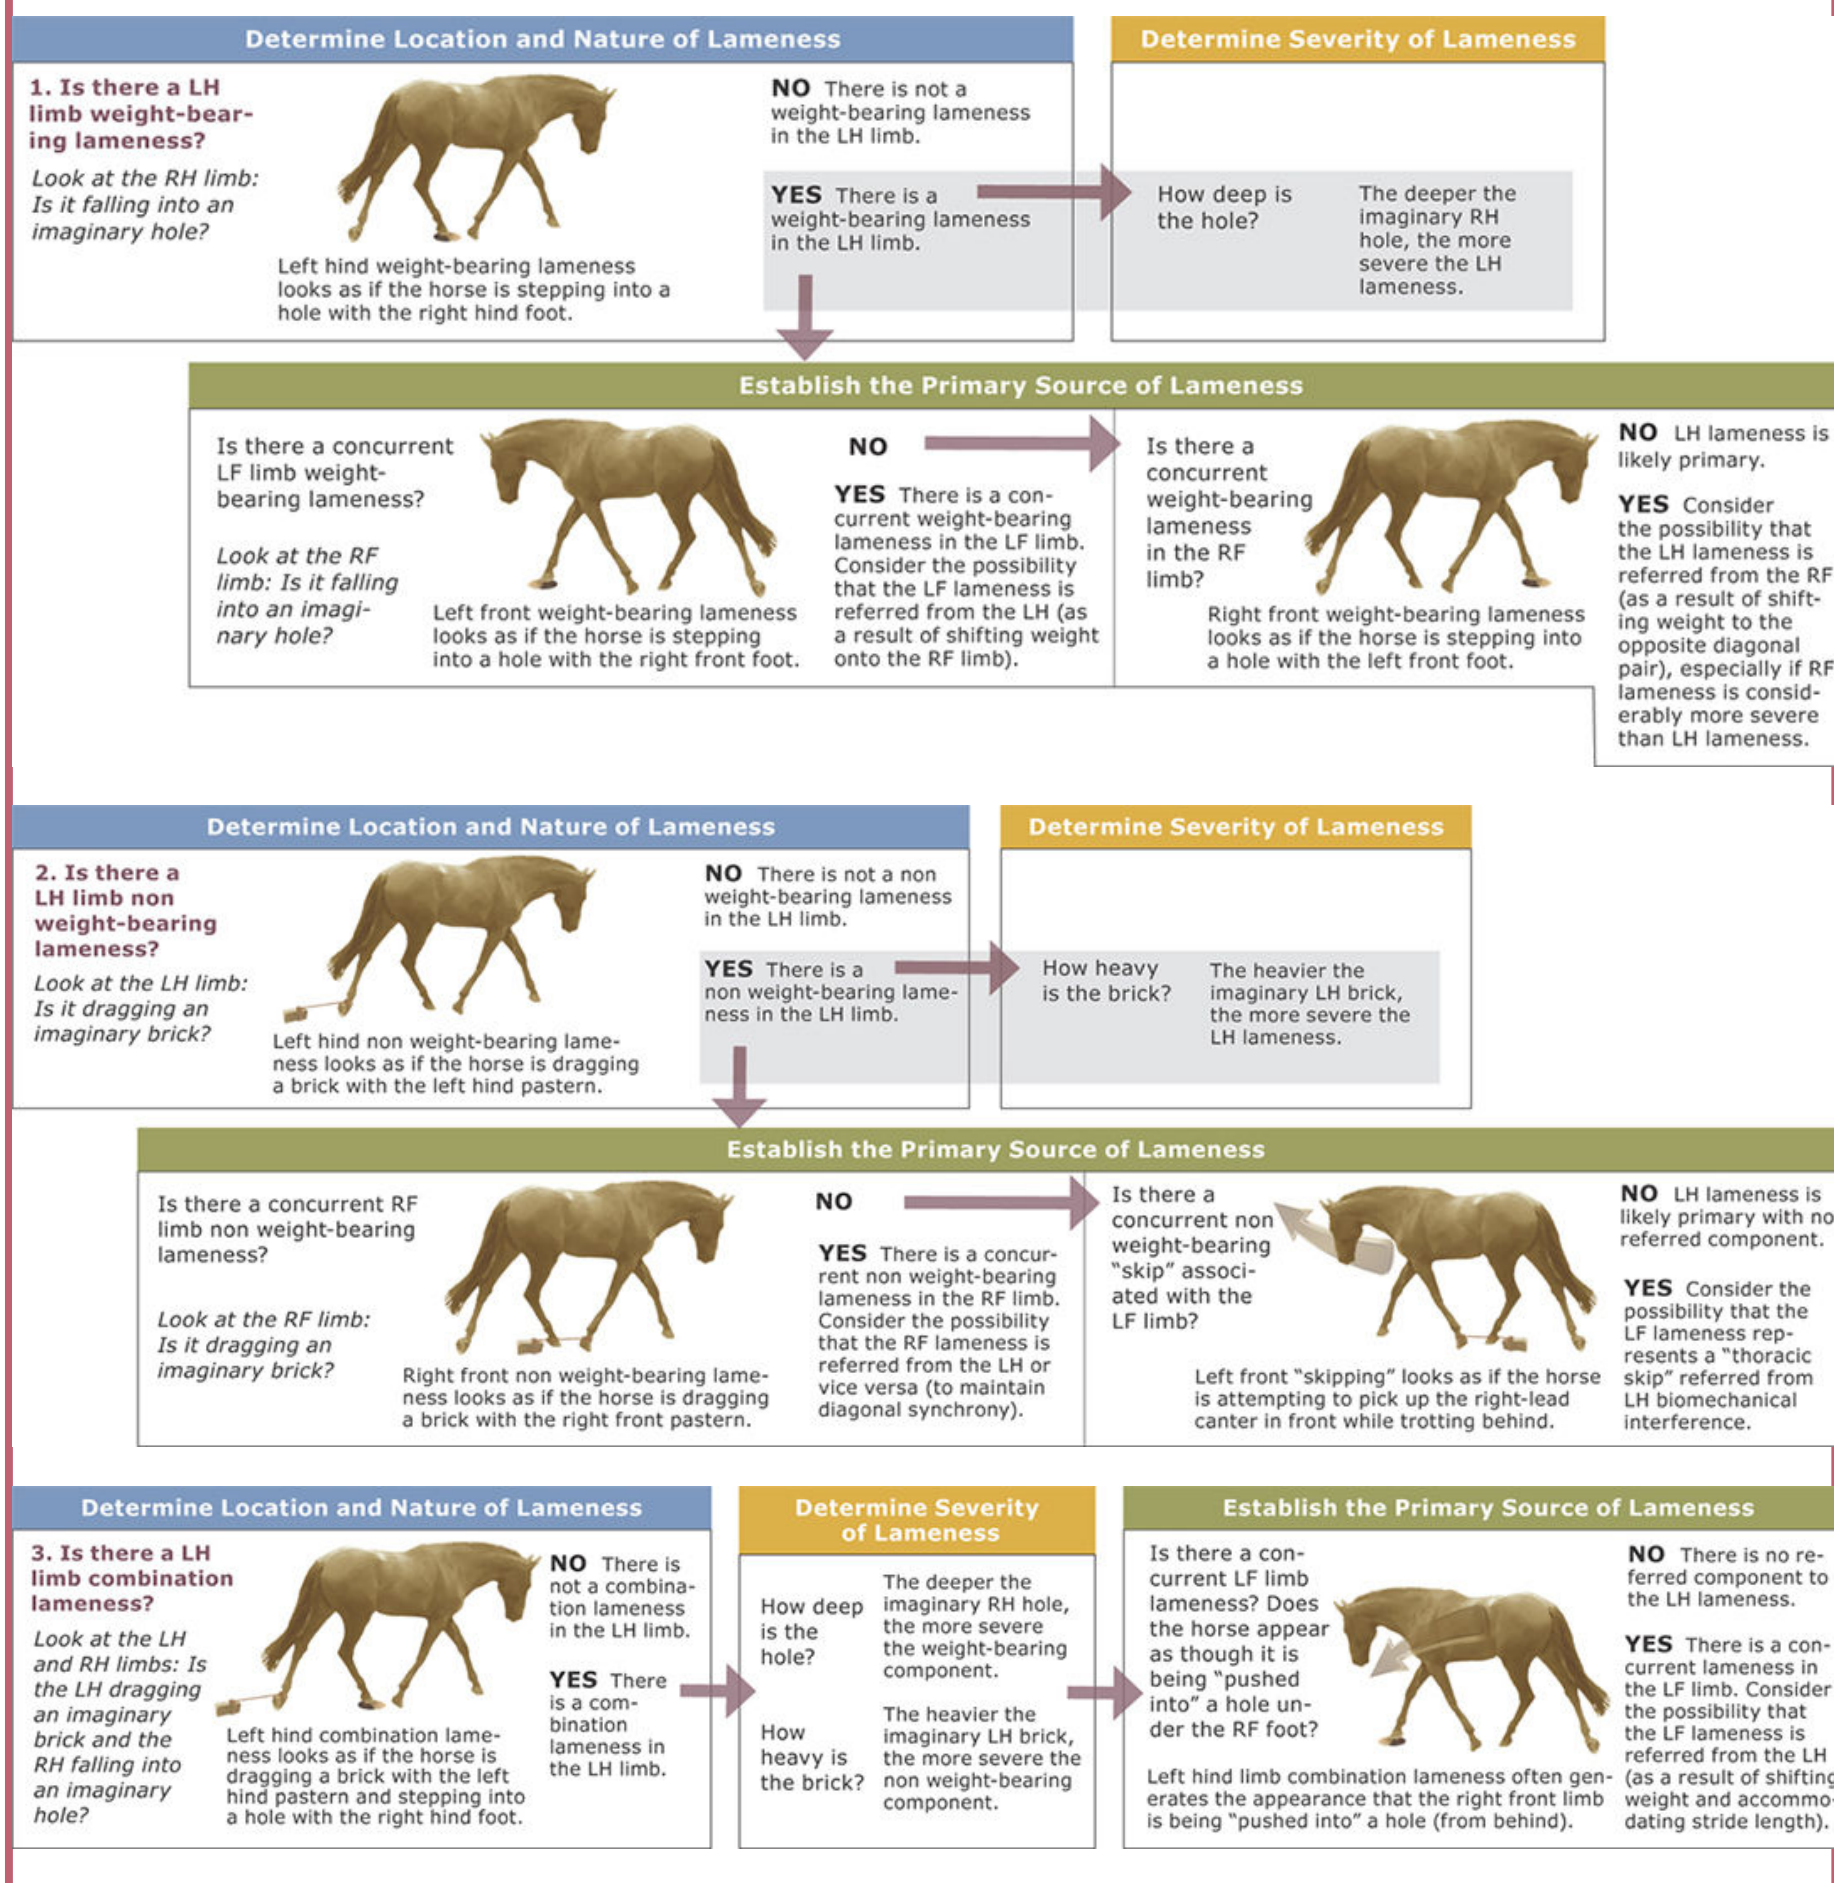 Determine Location and Nature of Lameness
Determine Severity of Lameness
1. Is there a LH
limb weight-bear-
ing lameness?
Look at the RH limb:
Is it falling into an
imaginary hole?
Left hind weight-bearing lameness
looks as if the horse is stepping into a
hole with the right hind foot.
NO There is not a
weight-bearing lameness
in the LH limb.
YES There is a
weight-bearing lameness
in the LH limb.
How deep is
the hole?
The deeper the
imaginary RH
hole, the more
severe the LH
lameness.
Establish the Primary Source of Lameness
Is there a concurrent
LF limb weight-
bearing lameness?
Look at the RF
limb: Is it falling
into an imagi-
nary hole?
Left front weight-bearing lameness
looks as if the horse is stepping
into a hole with the right front foot.
NO
YES There is a con-
current weight-bearing
lameness in the LF limb.
Consider the possibility
that the LF lameness is
referred from the LH (as
a result of shifting weight
onto the RF limb).
Is there a
concurrent
weight-bearing
lameness
in the RF
limb?
Right front weight-bearing lameness
looks as if the horse is stepping into
a hole with the left front foot.
NO LH lameness is
likely primary.
YES Consider
the possibility that
the LH lameness is
referred from the RF
(as a result of shift-
ing weight to the
opposite diagonal
pair), especially if RF
lameness is consid-
erably more severe
than LH lameness.
Determine Location and Nature of Lameness
Determine Severity of Lameness
2. Is there a
LH limb non
weight-bearing
lameness?
Look at the LH limb:
Is it dragging an
imaginary brick?
Left hind non weight-bearing lame-
ness looks as if the horse is dragging
a brick with the left hind pastern.
NO There is not a non
weight-bearing lameness
in the LH limb.
YES There is a
non weight-bearing lame-
ness in the LH limb.
How heavy
is the brick?
The heavier the
imaginary LH brick,
the more severe the
LH lameness.
Establish the Primary Source of Lameness
Is there a concurrent RF
limb non weight-bearing
lameness?
Look at the RF limb:
Is it dragging an
imaginary brick?
Right front non weight-bearing lame-
ness looks as if the horse is dragging
a brick with the right front pastern.
NO
YES There is a concur-
rent non weight-bearing
lameness in the RF limb.
Consider the possibility
that the RF lameness is
referred from the LH or
vice versa (to maintain
diagonal synchrony).
Is there a
concurrent non
weight-bearing
"skip" associ-
ated with the
LF limb?
Left front "skipping" looks as if the horse
is attempting to pick up the right-lead
canter in front while trotting behind.
NO LH lameness is
likely primary with no
referred component.
YES Consider the
possibility that the
LF lameness rep-
resents a "thoracic
skip" referred from
LH biomechanical
interference.
Determine Location and Nature of Lameness
Determine Severity
of Lameness
Establish the Primary Source of Lameness
3. Is there a LH
limb combination
lameness?
Look at the LH
and RH limbs: Is
the LH dragging
an imaginary
brick and the
RH falling into
an imaginary
hole?
Left hind combination lame-
ness looks as if the horse is
dragging a brick with the left
hind pastern and stepping into
a hole with the right hind foot.
NO There is
not a combina-
tion lameness
in the LH limb.
YES There
is a com-
bination
lameness in
the LH limb.
How deep
is the
hole?
The deeper the
imaginary RH hole,
the more severe
the weight-bearing
component.
How
heavy is
the brick?
The heavier the
imaginary LH brick,
the more severe the
non weight-bearing
component.
Is there a con-
current LF limb
lameness? Does
the horse appear
as though it is
being "pushed
into" a hole un-
der the RF foot?
Left hind limb combination lameness often gen-
erates the appearance that the right front limb
is being "pushed into" a hole (from behind).
NO There is no re-
ferred component to
the LH lameness.
YES There is a con-
current lameness in
the LF limb. Consider
the possibility that
the LF lameness is
referred from the LH
(as a result of shifting
weight and accommo-
dating stride length).